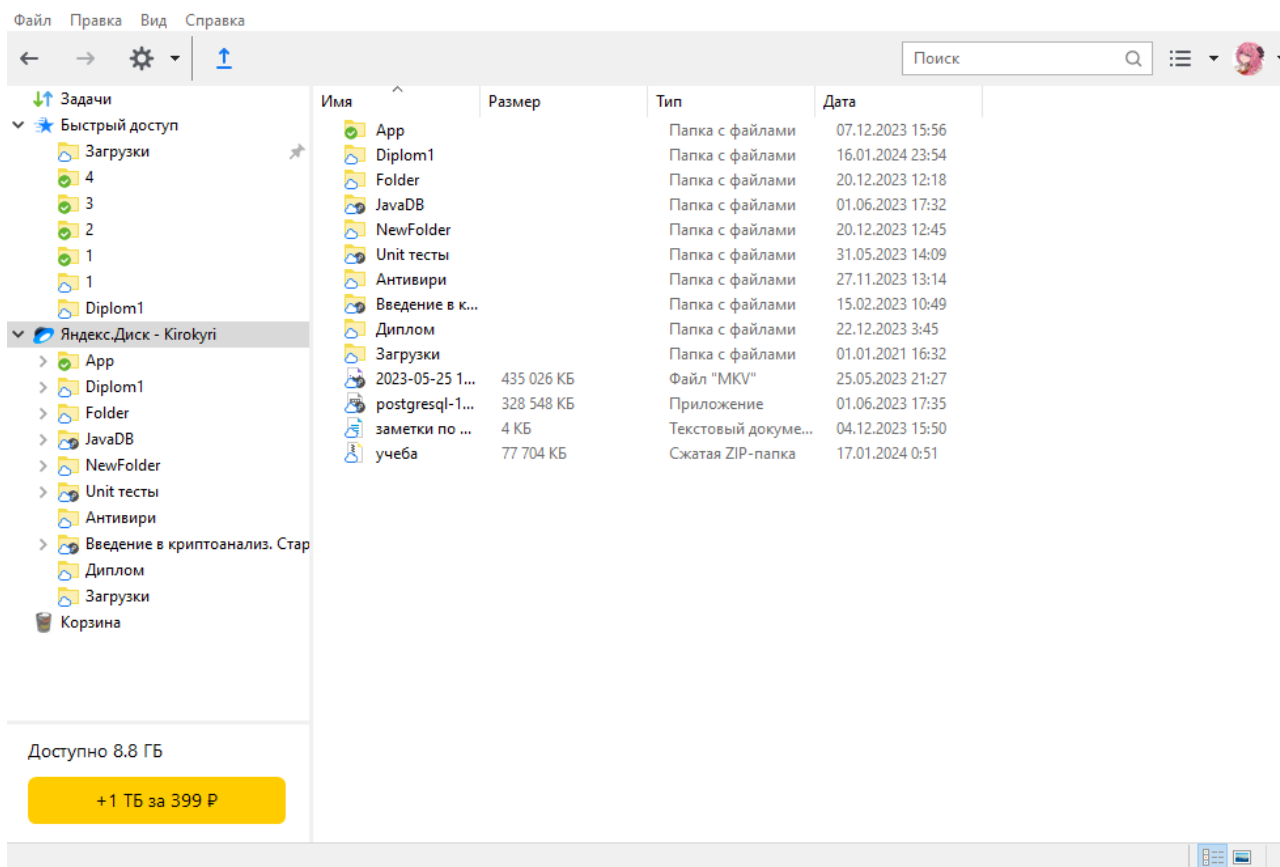 Файл Правка Вид Справка
Поиск
Задачи
Быстрый доступ
Загрузки
4
3
2
1
1
Diplom1
Яндекс.Диск - Kirokyri
App
Diplom1
Folder
JavaDB
NewFolder
Unit тесты
Антивири
Введение в криптоанализ. Стар
Диплом
Загрузки
Корзина
Доступно 8.8 ГБ
+1 ТБ за 399 ₽
Имя Размер Тип Дата
App Папка с файлами 07.12.2023 15:56
Diplom1 Папка с файлами 16.01.2024 23:54
Folder Папка с файлами 20.12.2023 12:18
JavaDB Папка с файлами 01.06.2023 17:32
NewFolder Папка с файлами 20.12.2023 12:45
Unit тесты Папка с файлами 31.05.2023 14:09
Антивири Папка с файлами 27.11.2023 13:14
Введение в к... Папка с файлами 15.02.2023 10:49
Диплом Папка с файлами 22.12.2023 3:45
Загрузки Папка с файлами 01.01.2021 16:32
2023-05-25 1... 435 026 КБ Файл "MKV" 25.05.2023 21:27
postgresql-1... 328 548 КБ Приложение 01.06.2023 17:35
заметки по ... 4 КБ Текстовый докуме... 04.12.2023 15:50
учеба 77 704 КБ Сжатая ZIP-папка 17.01.2024 0:51